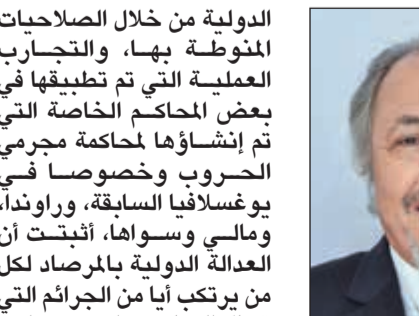 الدولية من خلال الصلاحيات
المنوطة بها، والتجارب
العملية التي تم تطبيقها في
بعض المحاكم الخاصة التي
تم إنشاؤها لمحاكمة مجرمي
الحروب وخصوصا في
يوغسلافيا السابقة، وراوندا،
ومالي وسواها، أثبتت أن
العدالة الدولية بالمرصاد لكل
من يرتكب أيا من الجرائم التي